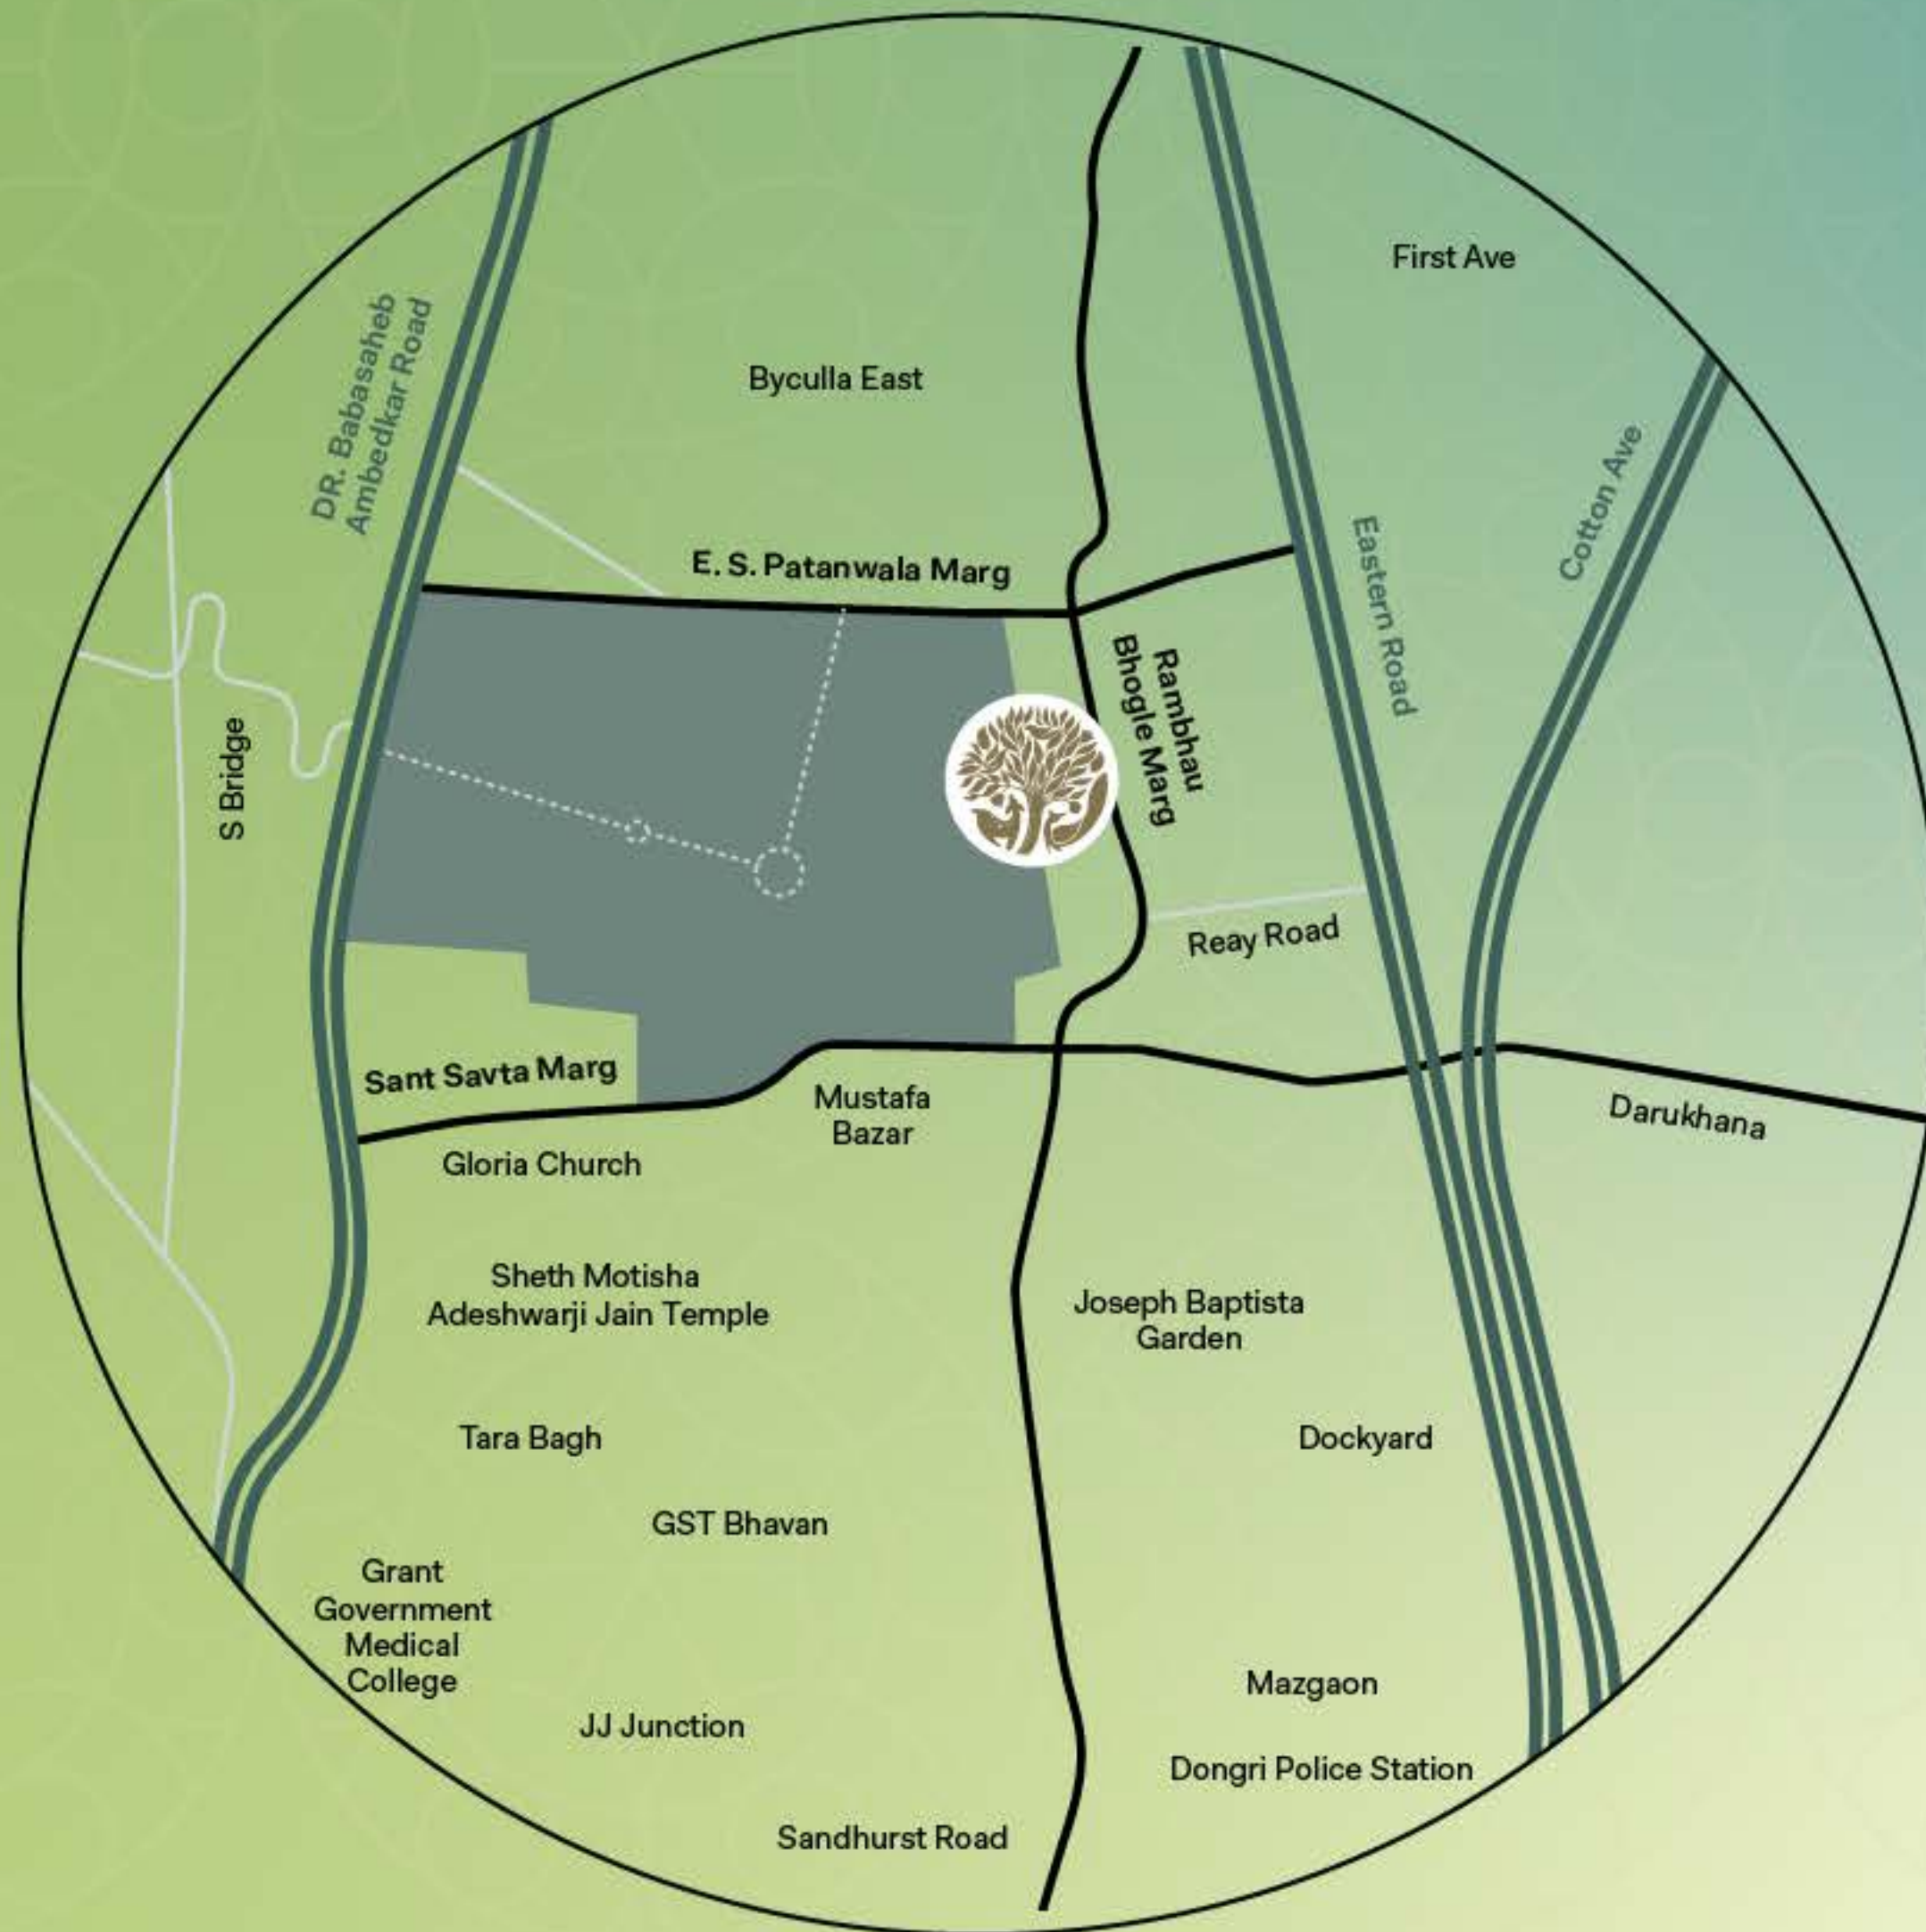 First Ave
DR. Babasaheb
Ambedkar Road
Byculla East
Cotton Ave
E. S. Patanwala Marg
Eastern Road
Rambhau
Bhogle Marg
S Bridge
Reay Road
Sant Savta Marg
Mustafa
Bazar
Darukhana
Gloria Church
Sheth Motisha
Adeshwarji Jain Temple
Joseph Baptista
Garden
Tara Bagh
Dockyard
GST Bhavan
Grant
Government
Medical
College
Mazgaon
JJ Junction
Dongri Police Station
Sandhurst Road